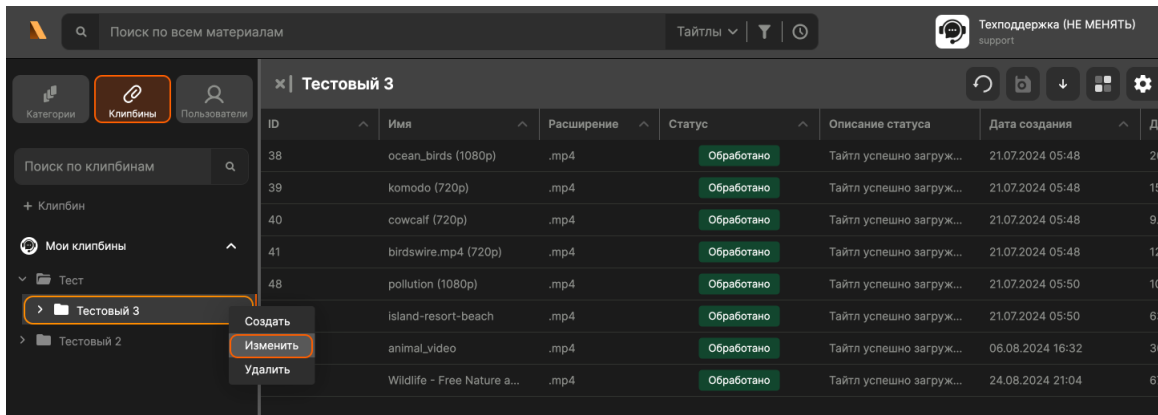 Поиск по всем материалам
Тайтлы
Техподдержка (НЕ МЕНЯТЬ)
support
Категории
Клипбины
Пользователи
Тестовый 3
Поиск по клипбинам
+ Клипбин
Мои клипбины
Тест
Тестовый 3
Тестовый 2
Создать
Изменить
Удалить
ID Имя Расширение Статус Описание статуса Дата создания
38 ocean_birds (1080p) .mp4 Обработано Тайтл успешно загруж... 21.07.2024 05:48
39 komodo (720p) .mp4 Обработано Тайтл успешно загруж... 21.07.2024 05:48
40 cowcalf (720p) .mp4 Обработано Тайтл успешно загруж... 21.07.2024 05:48
41 birdswire.mp4 (720p) .mp4 Обработано Тайтл успешно загруж... 21.07.2024 05:48
48 pollution (1080p) .mp4 Обработано Тайтл успешно загруж... 21.07.2024 05:50
island-resort-beach .mp4 Обработано Тайтл успешно загруж... 21.07.2024 05:50
animal_video .mp4 Обработано Тайтл успешно загруж... 06.08.2024 16:32
Wildlife - Free Nature a... .mp4 Обработано Тайтл успешно загруж... 24.08.2024 21:04